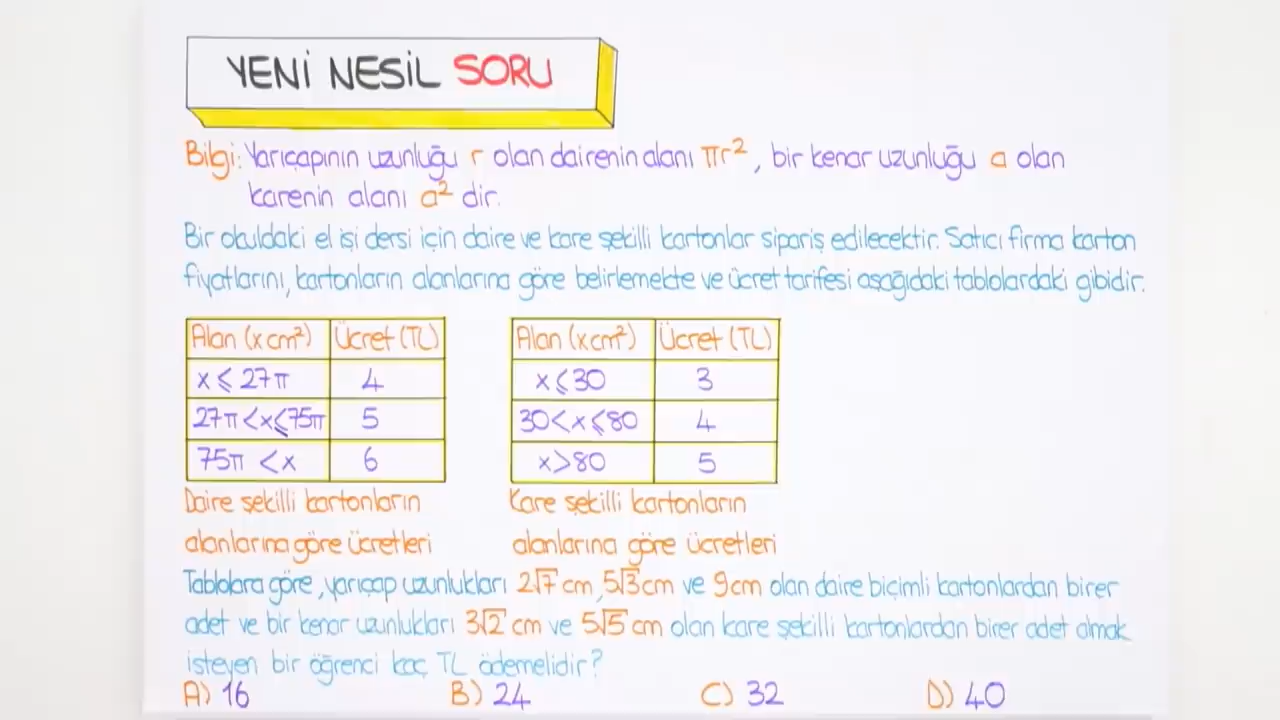 YENİ NESİL SORU
Bilgi: Yarıçapının uzunluğu r olan dairenin alanı πr², bir kenar uzunluğu a olan
karenin alanı a² dir.
Bir okuldaki el işi dersi için daire ve kare şekilli kartonlar sipariş edilecektir. Satıcı firma karton
fiyatlarını, kartonların alanlarına göre belirlemekte ve ücret tarifesi aşağıdaki tablolardaki gibidir.
Alan (x cm²) Ücret (TL)
x ≤ 27π 4
27π < x ≤ 75π 5
75π < x 6
Daire şekilli kartonların
alanlarına göre ücretleri
Alan (x cm²) Ücret (TL)
x ≤ 30 3
30 < x ≤ 80 4
x > 80 5
Kare şekilli kartonların
alanlarına göre ücretleri
Tablolara göre, yarıçap uzunlukları 2√7 cm, 5√3 cm ve 9cm olan daire biçimli kartonlardan birer
adet ve bir kenar uzunlukları 3√2 cm ve 5√5 cm olan kare şekilli kartonlardan birer adet almak
isteyen bir öğrenci kaç TL ödemelidir?
A) 16 B) 24 C) 32 D) 40